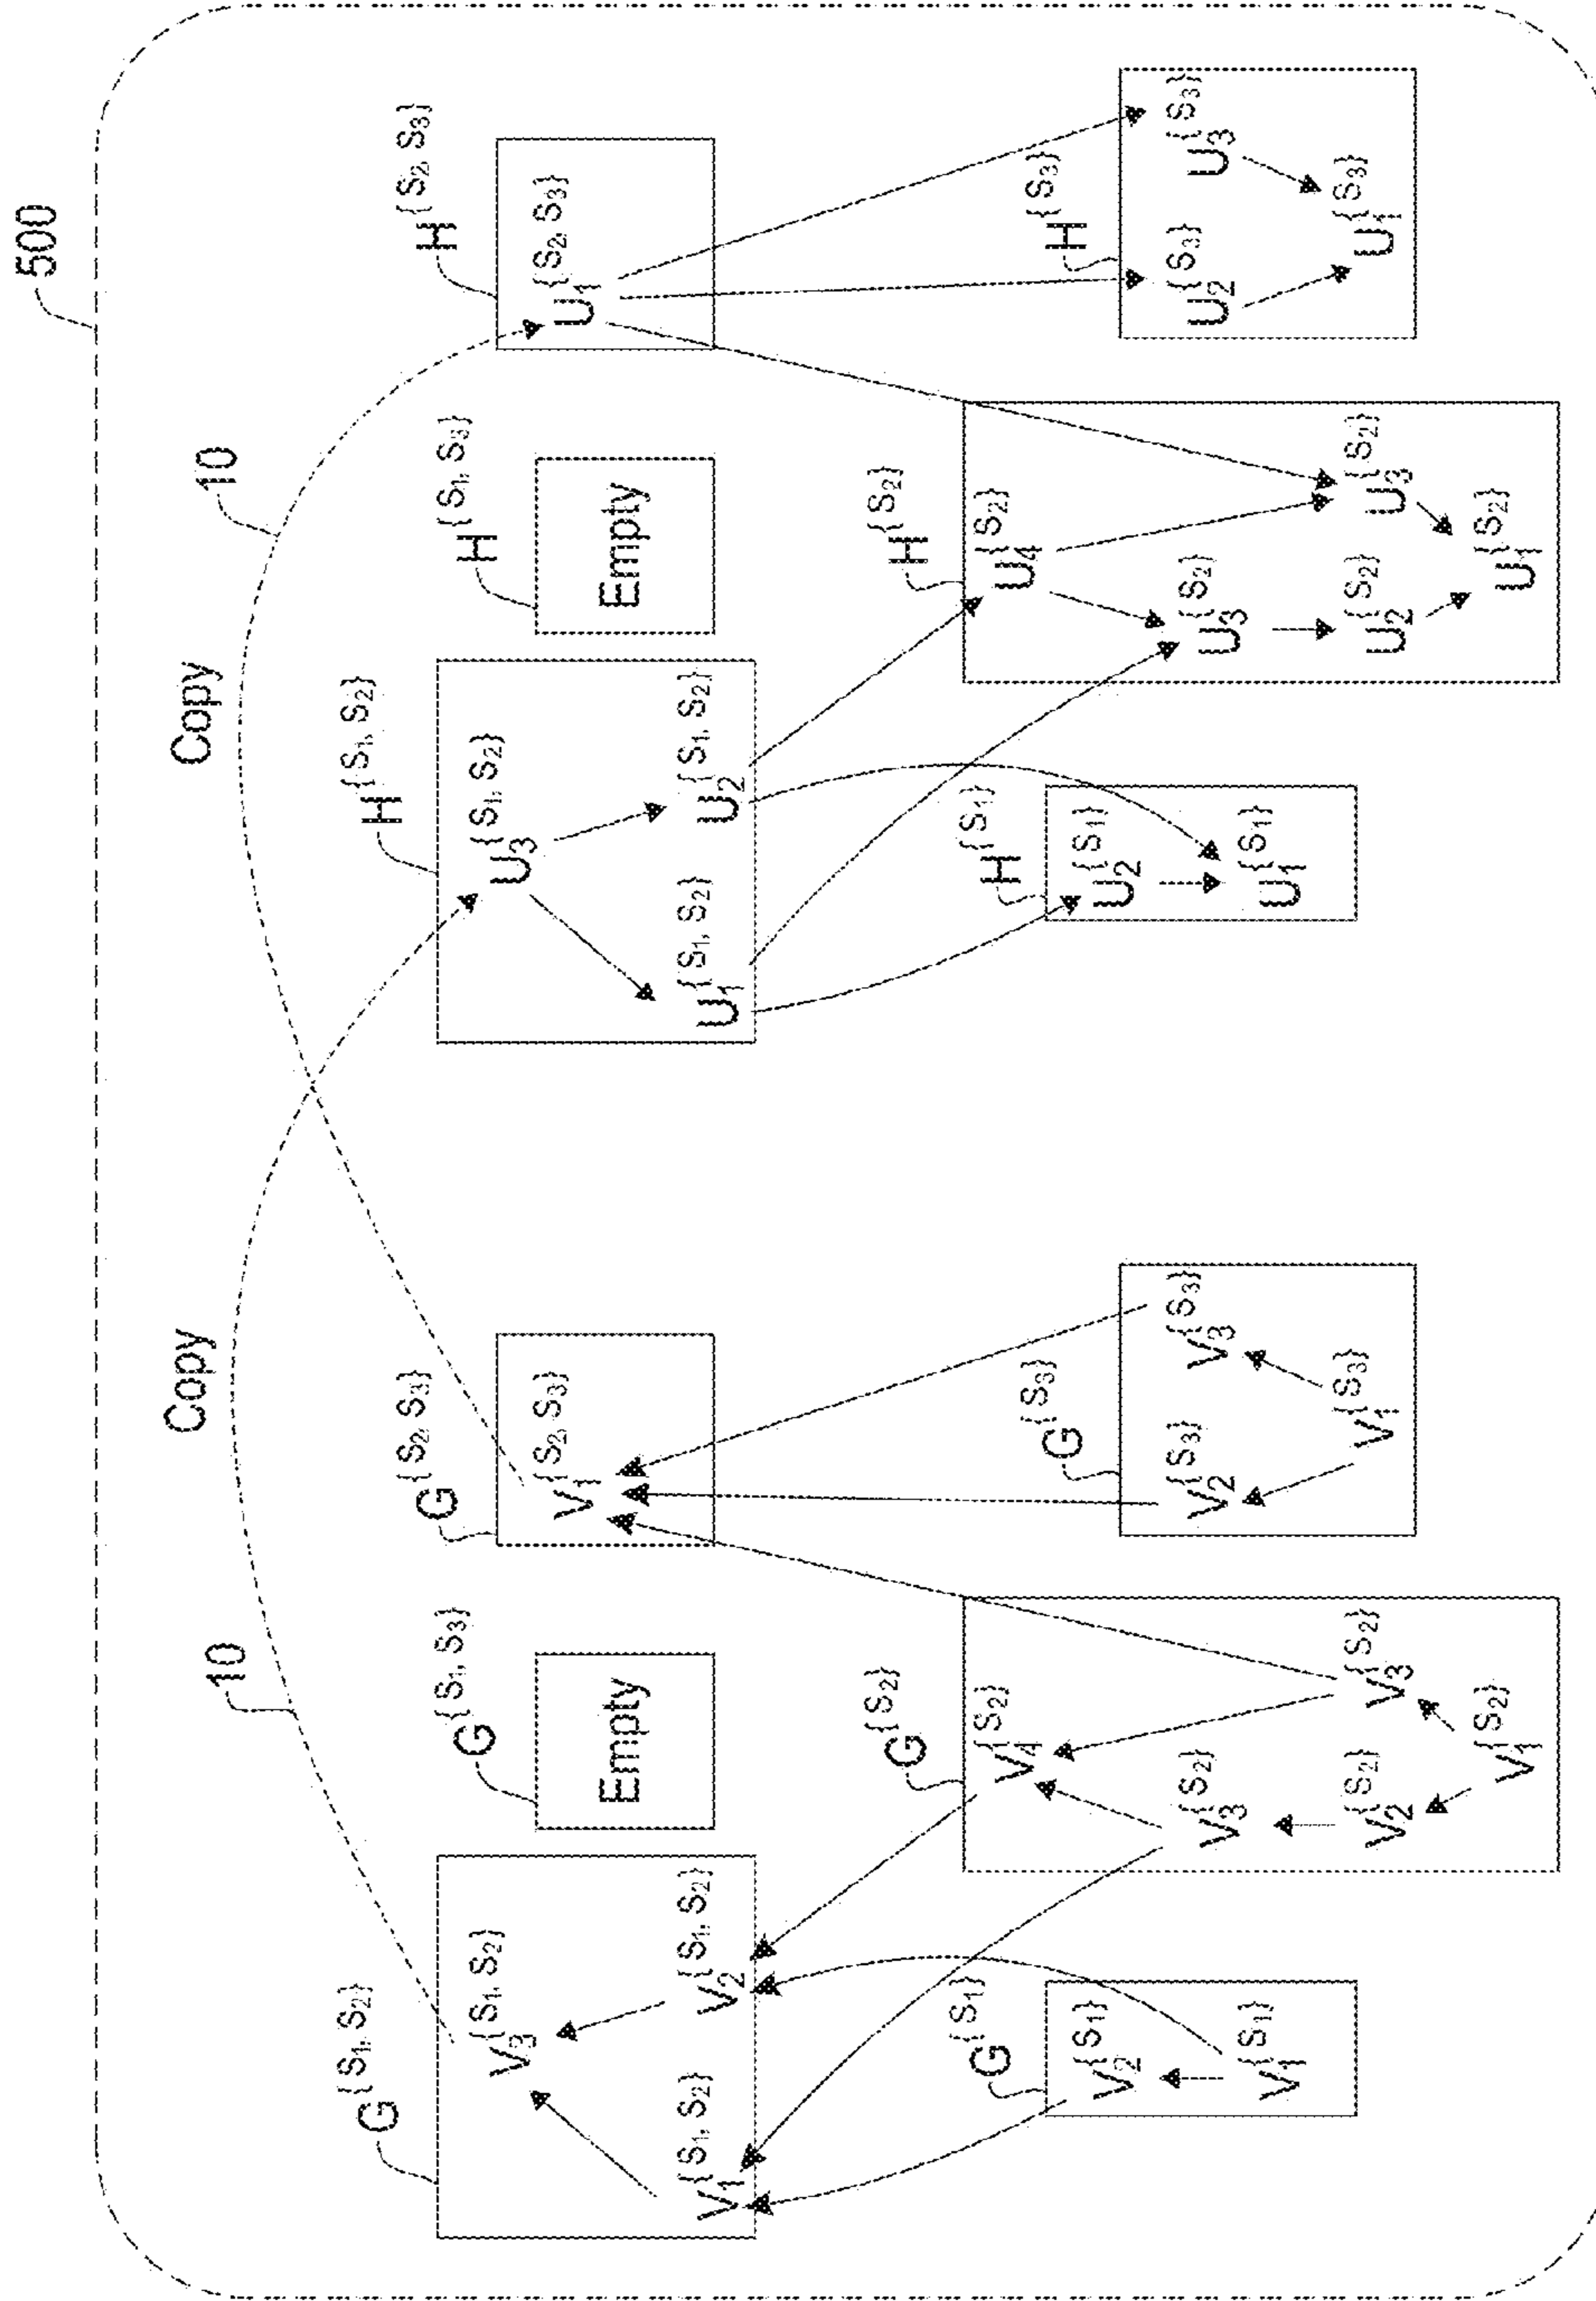 500
Copy
Copy
10
10
G{S₁, S₂}
G{S₁, S₃}
G{S₂, S₃}
H{S₁, S₂}
H{S₁, S₃}
H{S₂, S₃}
V₃{S₁, S₂}
V₁{S₁, S₂}
V₂{S₁, S₂}
Empty
V₁{S₂, S₃}
U₃{S₁, S₂}
U₁{S₁, S₂}
U₂{S₁, S₂}
Empty
U₁{S₂, S₃}
G{S₁}
V₂{S₁}
V₁{S₁}
G{S₂}
V₄{S₂}
V₃{S₂}
V₂{S₂}
V₃{S₂}
V₁{S₂}
G{S₃}
V₂{S₃}
V₃{S₃}
V₁{S₃}
H{S₁}
U₂{S₁}
U₁{S₁}
H{S₂}
U₄{S₂}
U₃{S₂}
U₂{S₂}
U₃{S₂}
U₁{S₂}
H{S₃}
U₂{S₃}
U₃{S₃}
U₁{S₃}